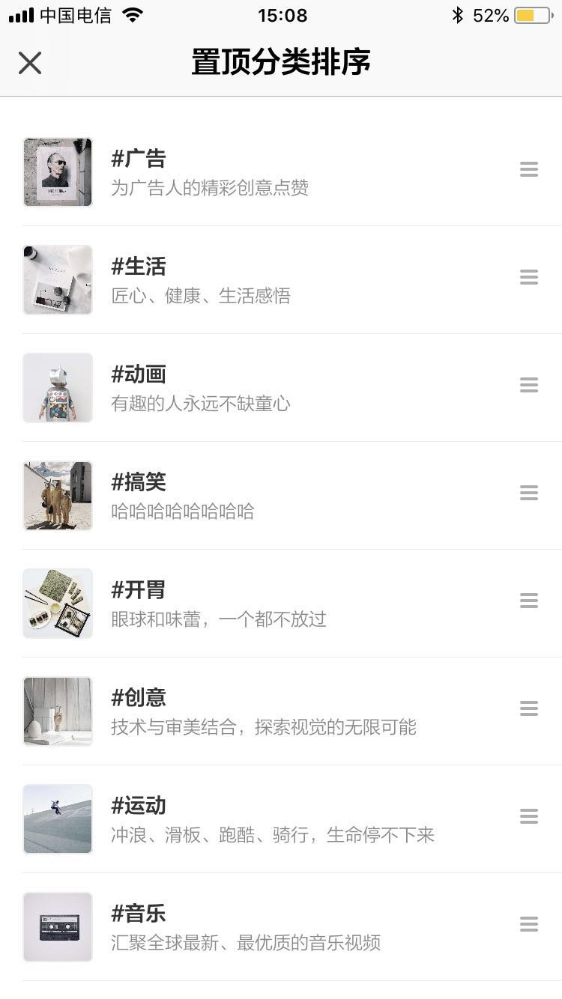 中国电信
15:08
52%
置顶分类排序
#广告
为广告人的精彩创意点赞
#生活
匠心、健康、生活感悟
#动画
有趣的人永远不缺童心
#搞笑
哈哈哈哈哈哈哈哈
#开胃
眼球和味蕾，一个都不放过
#创意
技术与审美结合，探索视觉的无限可能
#运动
冲浪、滑板、跑酷、骑行，生命停不下来
#音乐
汇聚全球最新、最优质的音乐视频